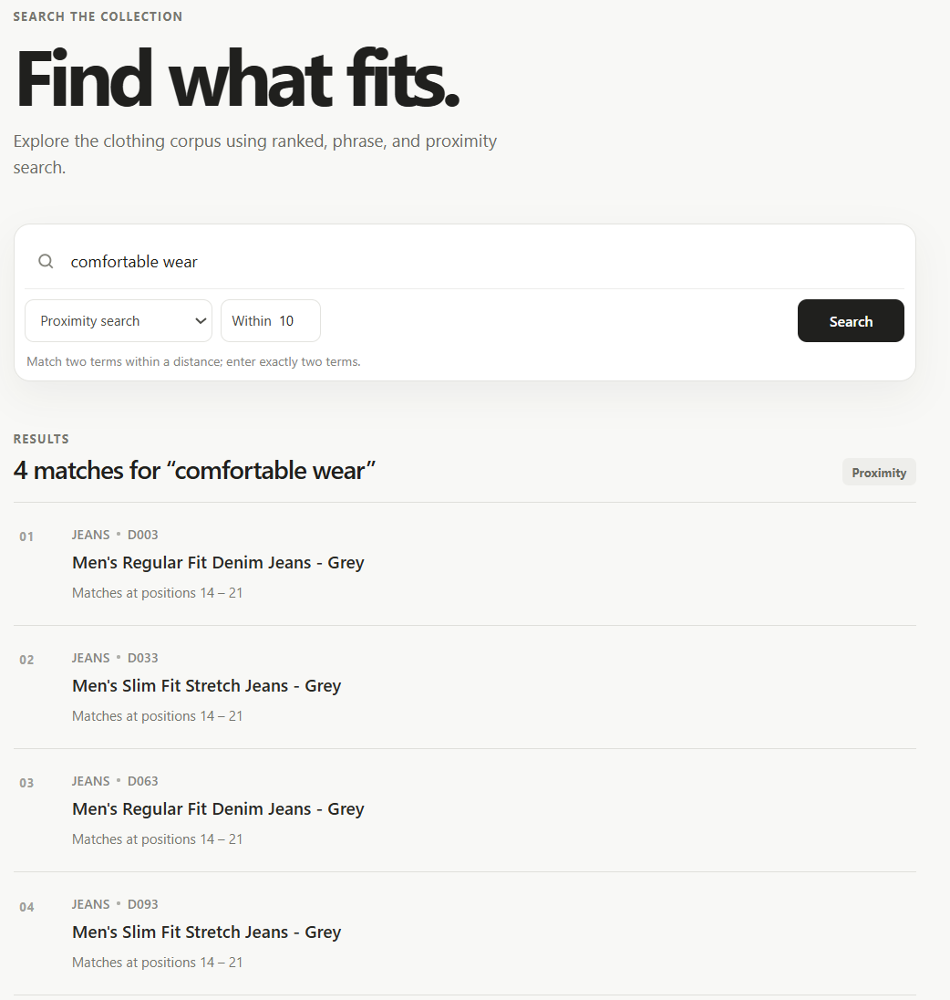 SEARCH THE COLLECTION
Find what fits.
Explore the clothing corpus using ranked, phrase, and proximity
search.
comfortable wear
Proximity search
Within 10
Search
Match two terms within a distance; enter exactly two terms.
RESULTS
4 matches for “comfortable wear”
Proximity
01
JEANS • D003
Men's Regular Fit Denim Jeans - Grey
Matches at positions 14 – 21
02
JEANS • D033
Men's Slim Fit Stretch Jeans - Grey
Matches at positions 14 – 21
03
JEANS • D063
Men's Regular Fit Denim Jeans - Grey
Matches at positions 14 – 21
04
JEANS • D093
Men's Slim Fit Stretch Jeans - Grey
Matches at positions 14 – 21